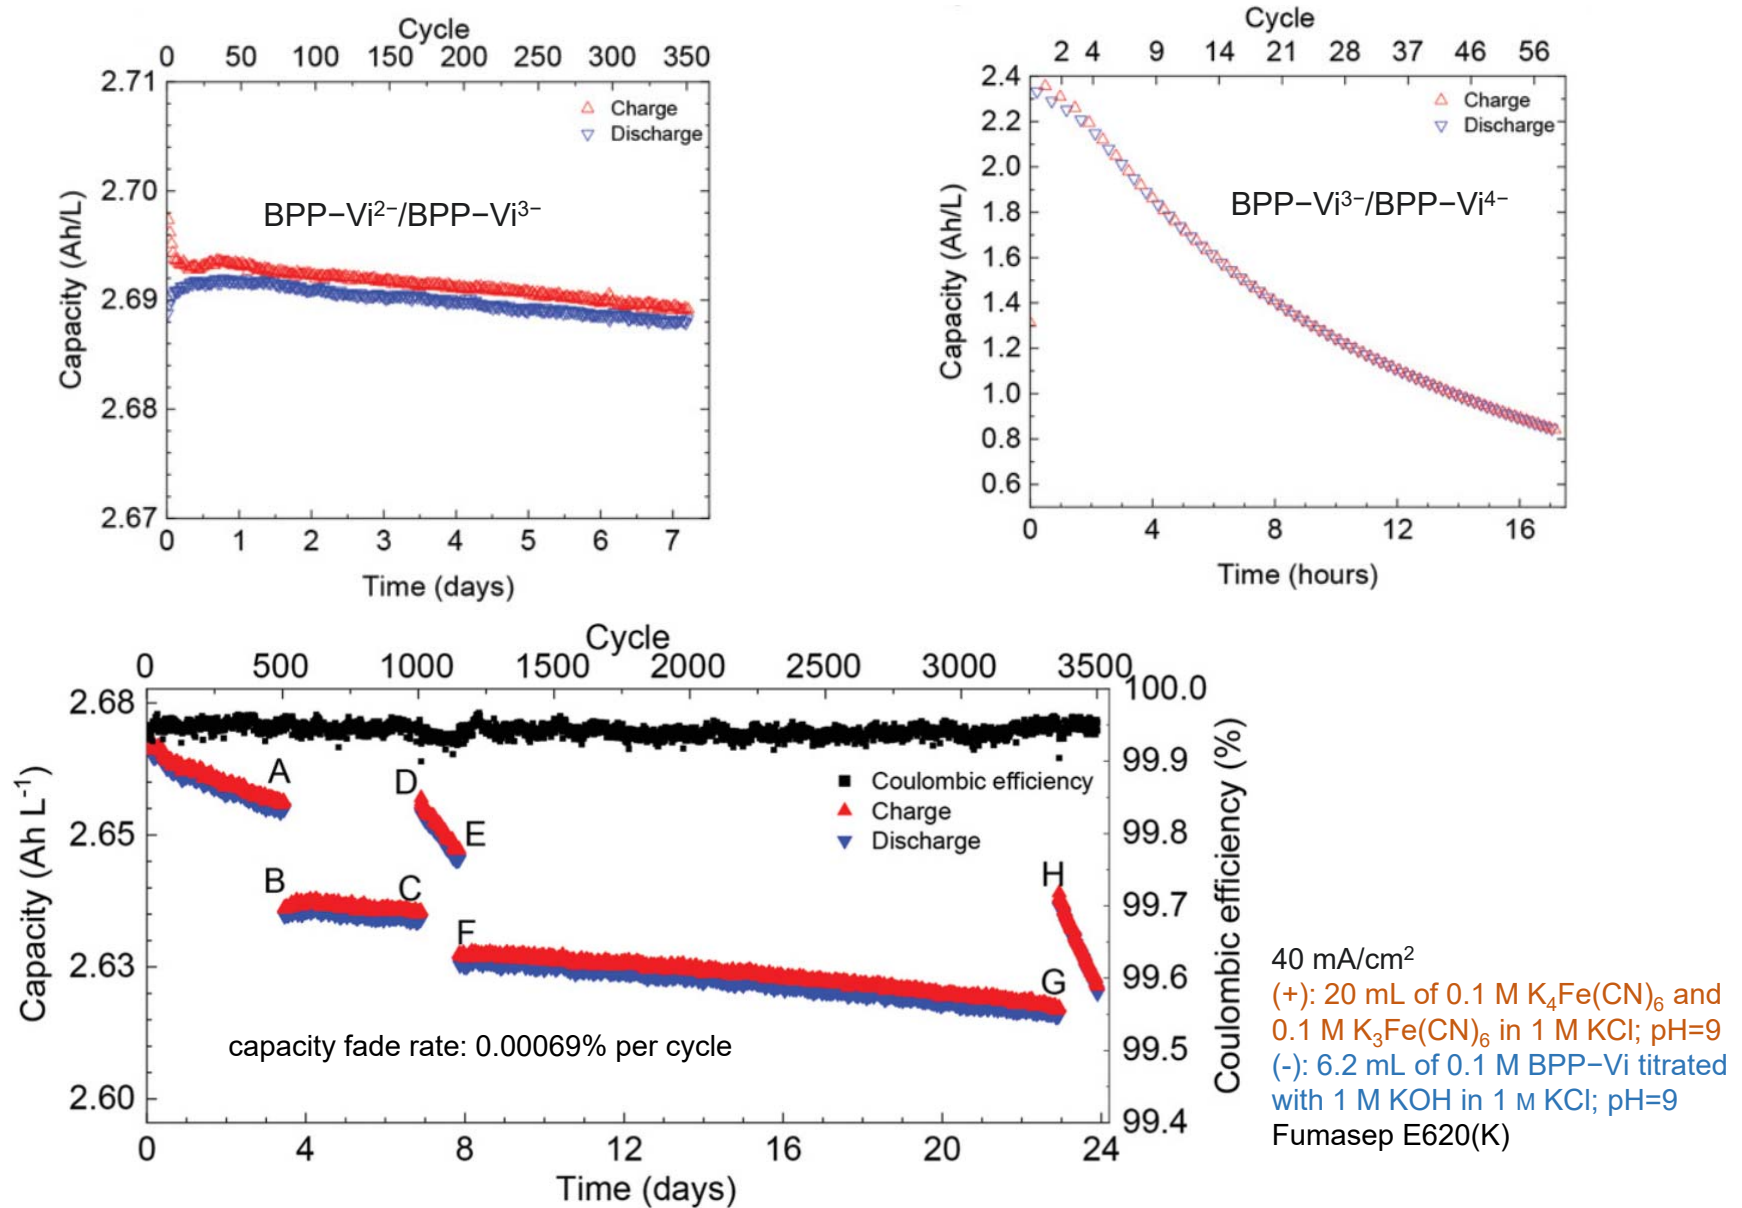 Cycle
0 50 100 150 200 250 300 350
2.71
2.70
2.69
2.68
2.67
Capacity (Ah/L)
Charge
Discharge
BPP−Vi²⁻/BPP−Vi³⁻
0 1 2 3 4 5 6 7
Time (days)
Cycle
2 4 9 14 21 28 37 46 56
2.4
2.2
2.0
1.8
1.6
1.4
1.2
1.0
0.8
0.6
Capacity (Ah/L)
Charge
Discharge
BPP−Vi³⁻/BPP−Vi⁴⁻
0 4 8 12 16
Time (hours)
Cycle
0 500 1000 1500 2000 2500 3000 3500
2.68
2.65
2.63
2.60
Capacity (Ah L⁻¹)
100.0
99.9
99.8
99.7
99.6
99.5
99.4
Coulombic efficiency (%)
A
B
C
D
E
F
G
H
Coulombic efficiency
Charge
Discharge
capacity fade rate: 0.00069% per cycle
0 4 8 12 16 20 24
Time (days)
40 mA/cm²
(+): 20 mL of 0.1 M K₄Fe(CN)₆ and
0.1 M K₃Fe(CN)₆ in 1 M KCl; pH=9
(-): 6.2 mL of 0.1 M BPP−Vi titrated
with 1 M KOH in 1 M KCl; pH=9
Fumasep E620(K)